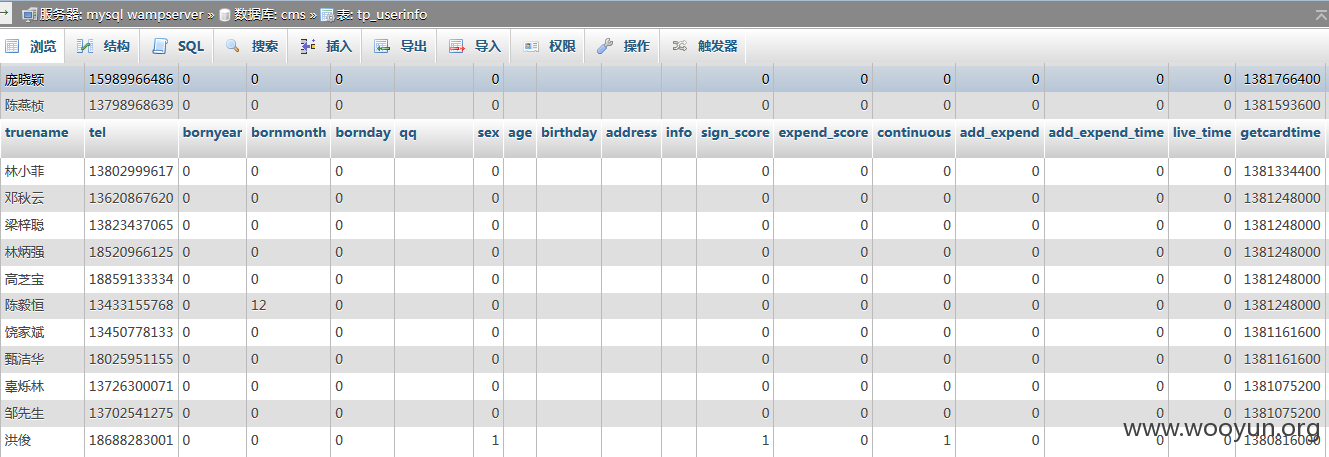 服务器: mysql wampserver » 数据库: cms » 表: tp_userinfo
浏览 结构 SQL 搜索 插入 导出 导入 权限 操作 触发器
庞晓颖 15989966486 0 0 0 0 0 0 0 0 0 0 1381766400
陈燕桢 13798968639 0 0 0 0 0 0 0 0 0 0 1381593600
truename tel bornyear bornmonth bornday qq sex age birthday address info sign_score expend_score continuous add_expend add_expend_time live_time getcardtime
林小菲 13802999617 0 0 0 0 0 0 0 0 0 0 1381334400
邓秋云 13620867620 0 0 0 0 0 0 0 0 0 0 1381248000
梁梓聪 13823437065 0 0 0 0 0 0 0 0 0 0 1381248000
林炳强 18520966125 0 0 0 0 0 0 0 0 0 0 1381248000
高芝宝 18859133334 0 0 0 0 0 0 0 0 0 0 1381248000
陈毅恒 13433155768 0 12 0 0 0 0 0 0 0 0 1381248000
饶家斌 13450778133 0 0 0 0 0 0 0 0 0 0 1381161600
甄洁华 18025951155 0 0 0 0 0 0 0 0 0 0 1381161600
辜烁林 13726300071 0 0 0 0 0 0 0 0 0 0 1381075200
邹先生 13702541275 0 0 0 0 0 0 0 0 0 0 1381075200
www.wooyun.org
洪俊 18688283001 0 0 0 1 1 0 1 0 0 0 1380816000